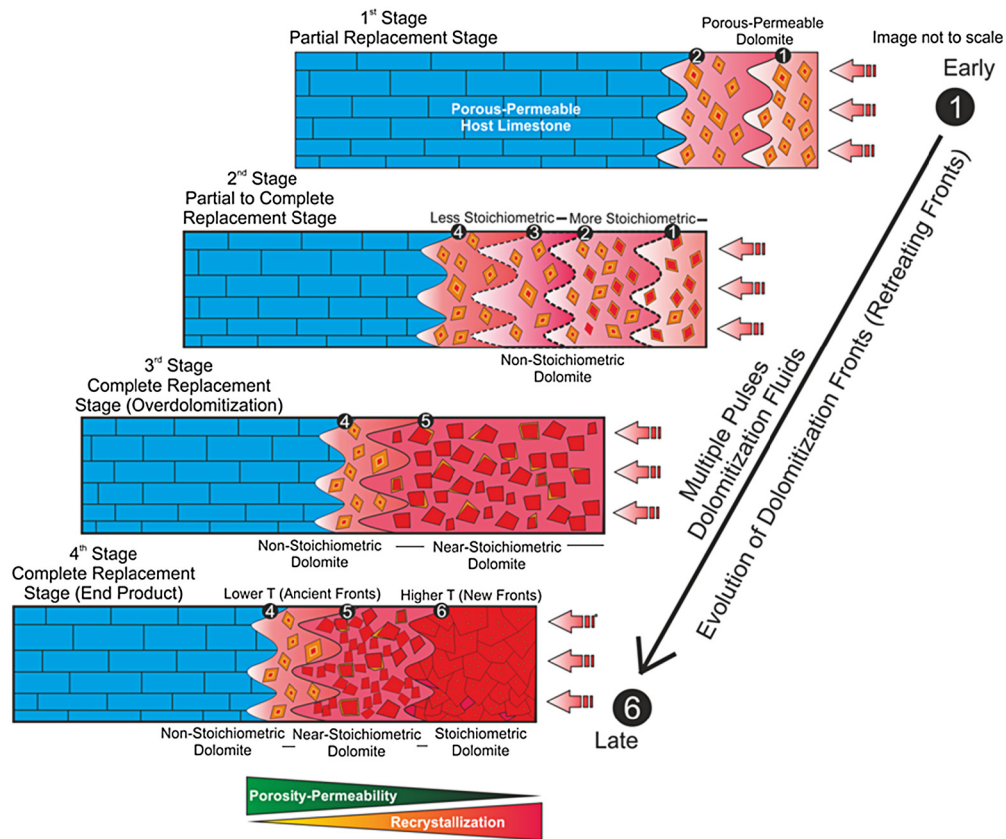 1st Stage
Partial Replacement Stage
Porous-Permeable
Dolomite
Image not to scale
Early
1
2
1
Porous-Permeable
Host Limestone
2nd Stage
Partial to Complete
Replacement Stage
Less Stoichiometric
More Stoichiometric
4
3
2
1
Non-Stoichiometric
Dolomite
3rd Stage
Complete Replacement
Stage (Overdolomitization)
4
5
Non-Stoichiometric
Dolomite
Near-Stoichiometric
Dolomite
Multiple Pulses
Dolomitization Fluids
Evolution of Dolomitization Fronts (Retreating Fronts)
4th Stage
Complete Replacement
Stage (End Product)
Lower T (Ancient Fronts)
Higher T (New Fronts)
4
5
6
6
Late
Non-Stoichiometric
Dolomite
Near-Stoichiometric
Dolomite
Stoichiometric
Dolomite
Porosity-Permeability
Recrystallization